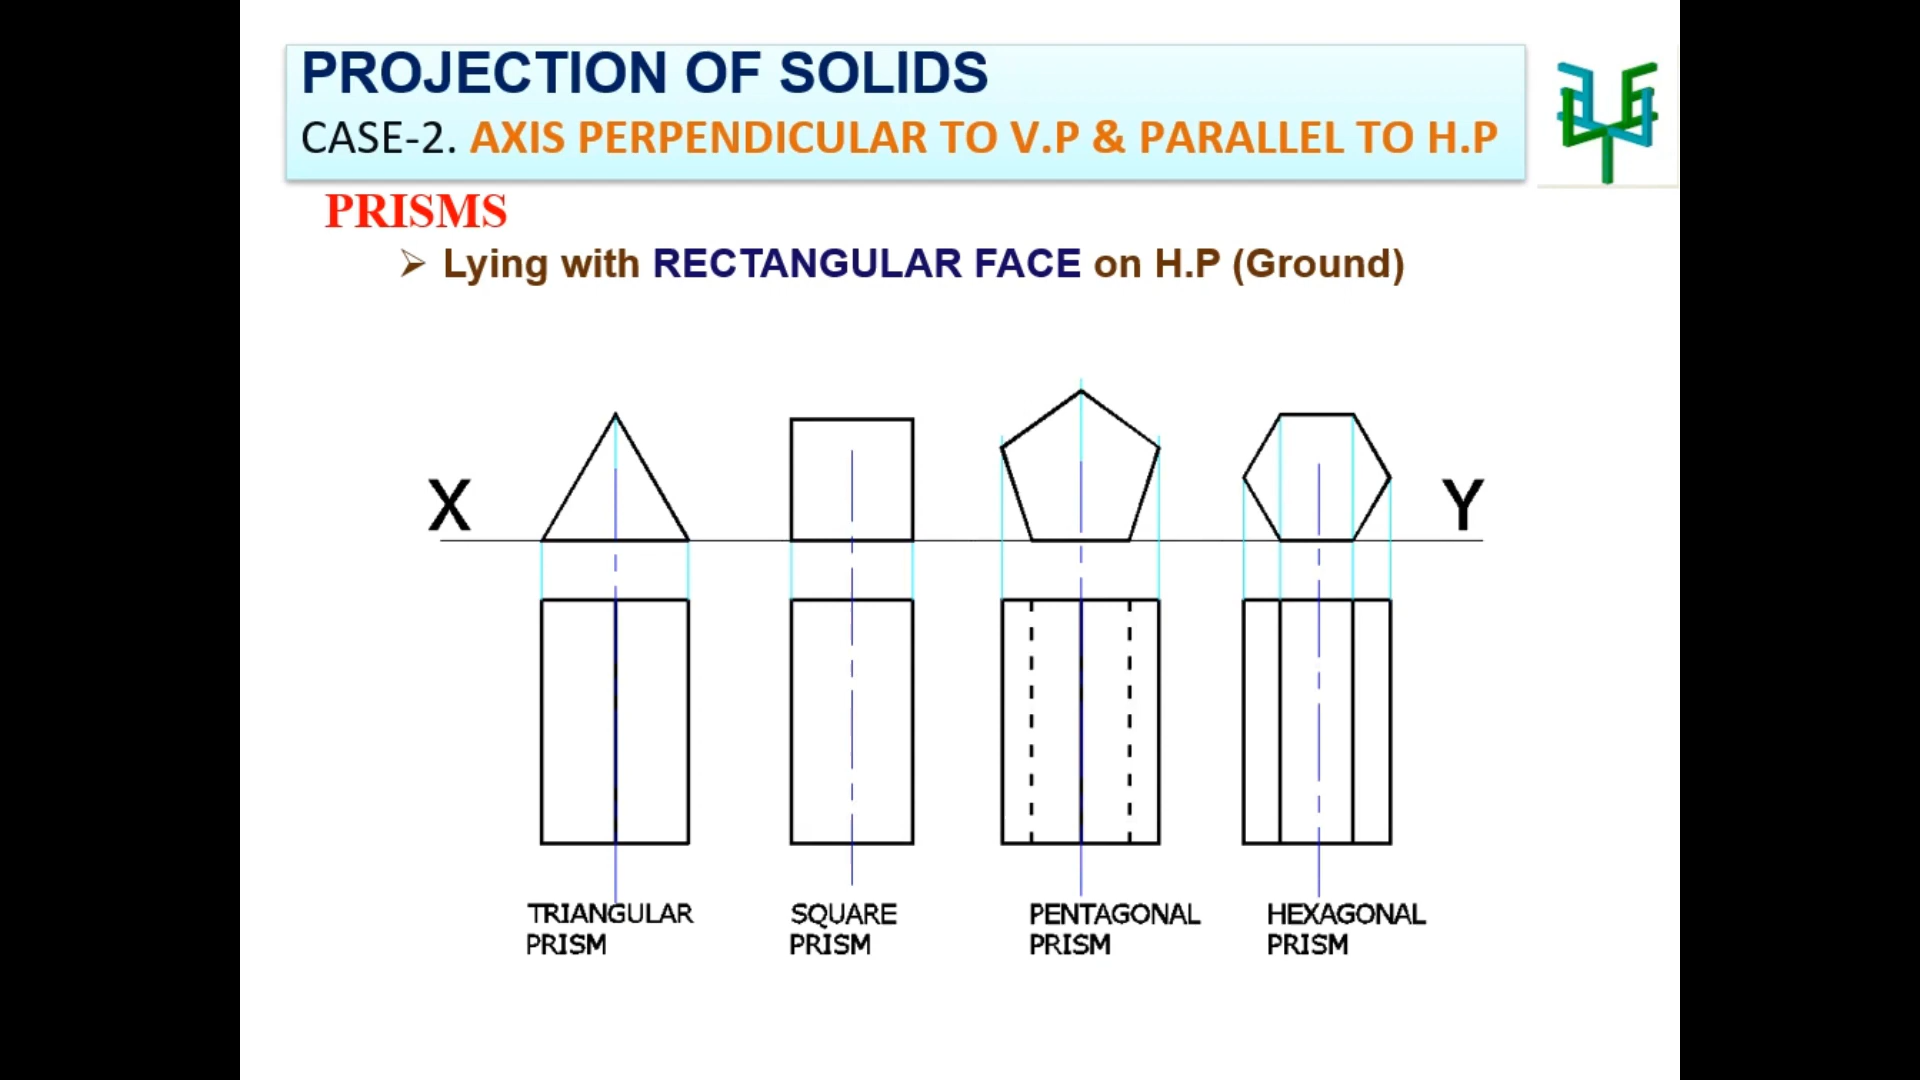 PROJECTION OF SOLIDS
CASE-2. AXIS PERPENDICULAR TO V.P & PARALLEL TO H.P
PRISMS
➢ Lying with RECTANGULAR FACE on H.P (Ground)
X Y
TRIANGULAR PRISM
SQUARE PRISM
PENTAGONAL PRISM
HEXAGONAL PRISM